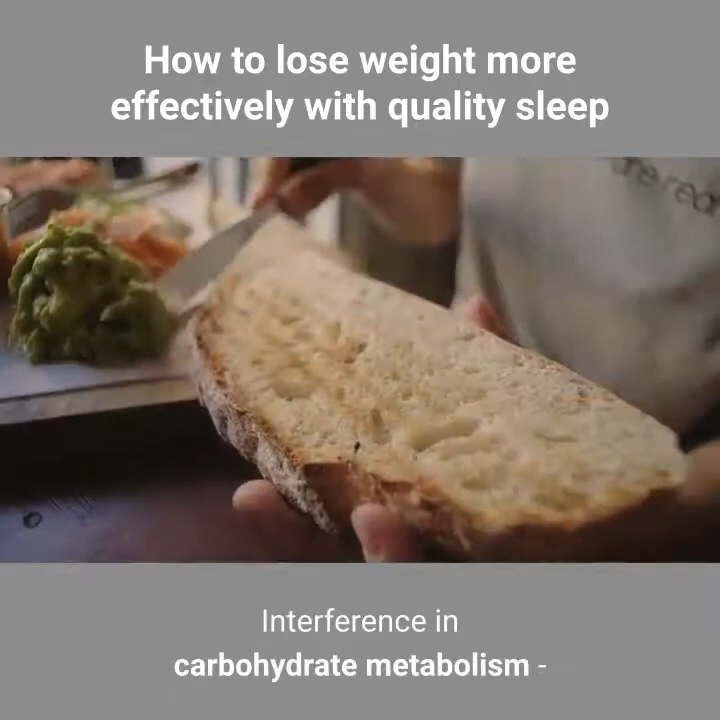 How to lose weight more
effectively with quality sleep
Interference in
carbohydrate metabolism -